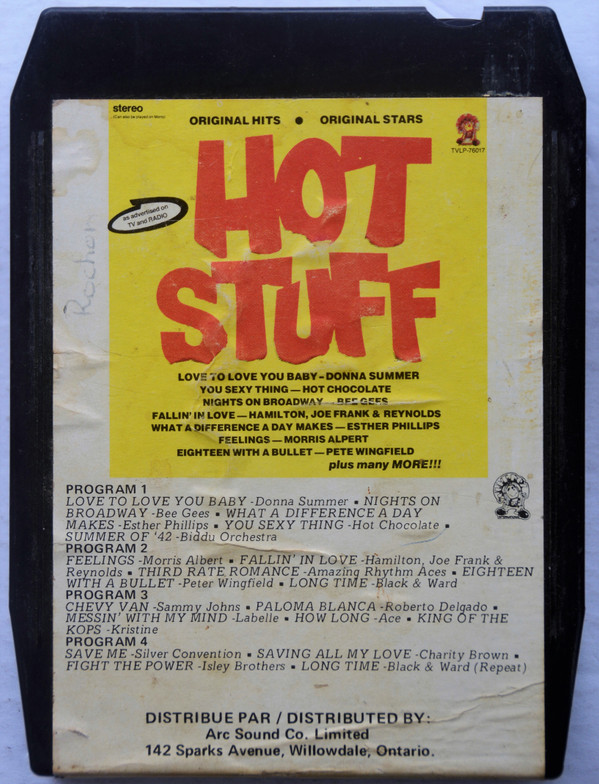 stereo
ORIGINAL HITS ● ORIGINAL STARS
TVLP-76017
HOT
STUFF
as advertised on
TV and RADIO
Rochon
LOVE TO LOVE YOU BABY - DONNA SUMMER
YOU SEXY THING — HOT CHOCOLATE
NIGHTS ON BROADWAY - BEE GEES
FALLIN' IN LOVE — HAMILTON, JOE FRANK & REYNOLDS
WHAT A DIFFERENCE A DAY MAKES — ESTHER PHILLIPS
FEELINGS — MORRIS ALPERT
EIGHTEEN WITH A BULLET — PETE WINGFIELD
plus many MORE!!!
PROGRAM 1
LOVE TO LOVE YOU BABY -Donna Summer ▪ NIGHTS ON
BROADWAY -Bee Gees ▪ WHAT A DIFFERENCE A DAY
MAKES -Esther Phillips ▪ YOU SEXY THING -Hot Chocolate ▪
SUMMER OF '42 -Biddu Orchestra
PROGRAM 2
FEELINGS -Morris Albert ▪ FALLIN' IN LOVE -Hamilton, Joe Frank &
Reynolds ▪ THIRD RATE ROMANCE -Amazing Rhythm Aces ▪ EIGHTEEN
WITH A BULLET -Peter Wingfield ▪ LONG TIME -Black & Ward
PROGRAM 3
CHEVY VAN -Sammy Johns ▪ PALOMA BLANCA -Roberto Delgado ▪
MESSIN' WITH MY MIND -Labelle ▪ HOW LONG -Ace ▪ KING OF THE
KOPS -Kristine
PROGRAM 4
SAVE ME -Silver Convention ▪ SAVING ALL MY LOVE -Charity Brown ▪
FIGHT THE POWER -Isley Brothers ▪ LONG TIME -Black & Ward (Repeat)
DISTRIBUE PAR / DISTRIBUTED BY:
Arc Sound Co. Limited
142 Sparks Avenue, Willowdale, Ontario.